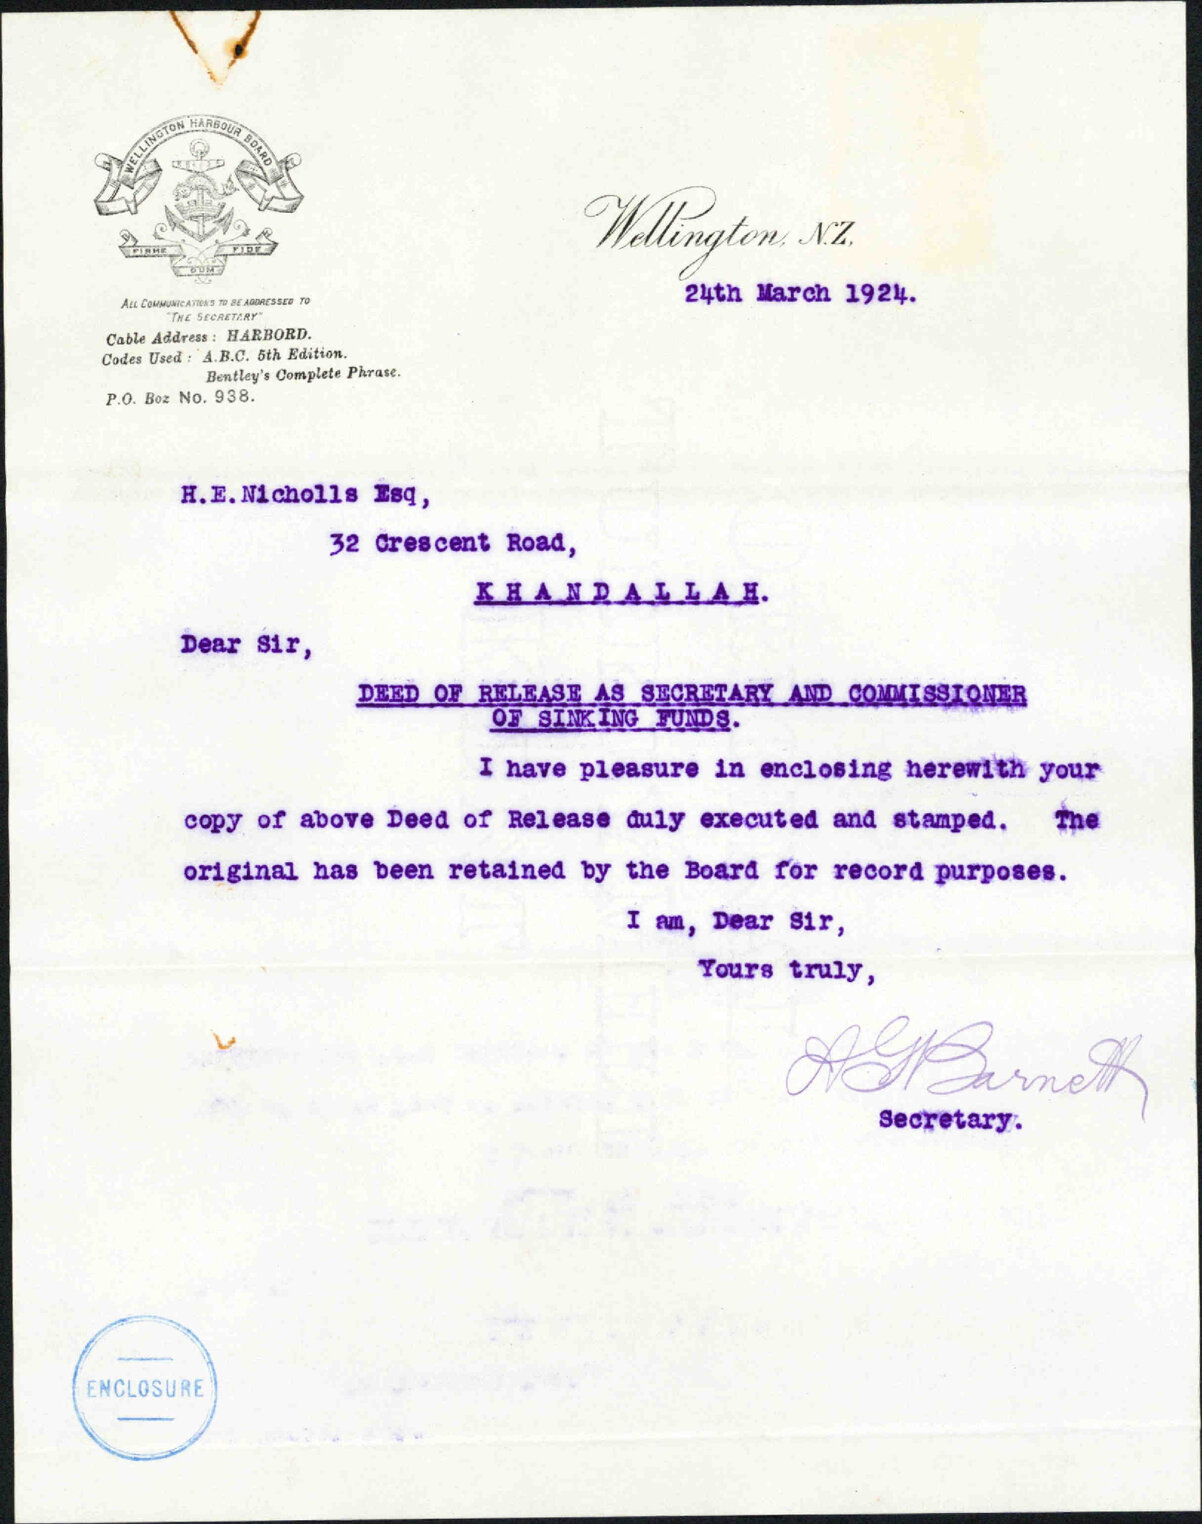 WELLINGTON HARBOUR BOARD
FIRME DUM FIDE
ALL COMMUNICATIONS TO BE ADDRESSED TO
"THE SECRETARY"
Cable Address: HARBORD.
Codes Used: A.B.C. 5th Edition.
Bentley's Complete Phrase.
P.O. Box No. 938.
Wellington, N.Z.
24th March 1924.
H.E.Nicholls Esq,
32 Crescent Road,
KHANDALLAH.
Dear Sir,
DEED OF RELEASE AS SECRETARY AND COMMISSIONER
OF SINKING FUNDS.
I have pleasure in enclosing herewith your
copy of above Deed of Release duly executed and stamped. The
original has been retained by the Board for record purposes.
I am, Dear Sir,
Yours truly,
A G Barnett
Secretary.
ENCLOSURE